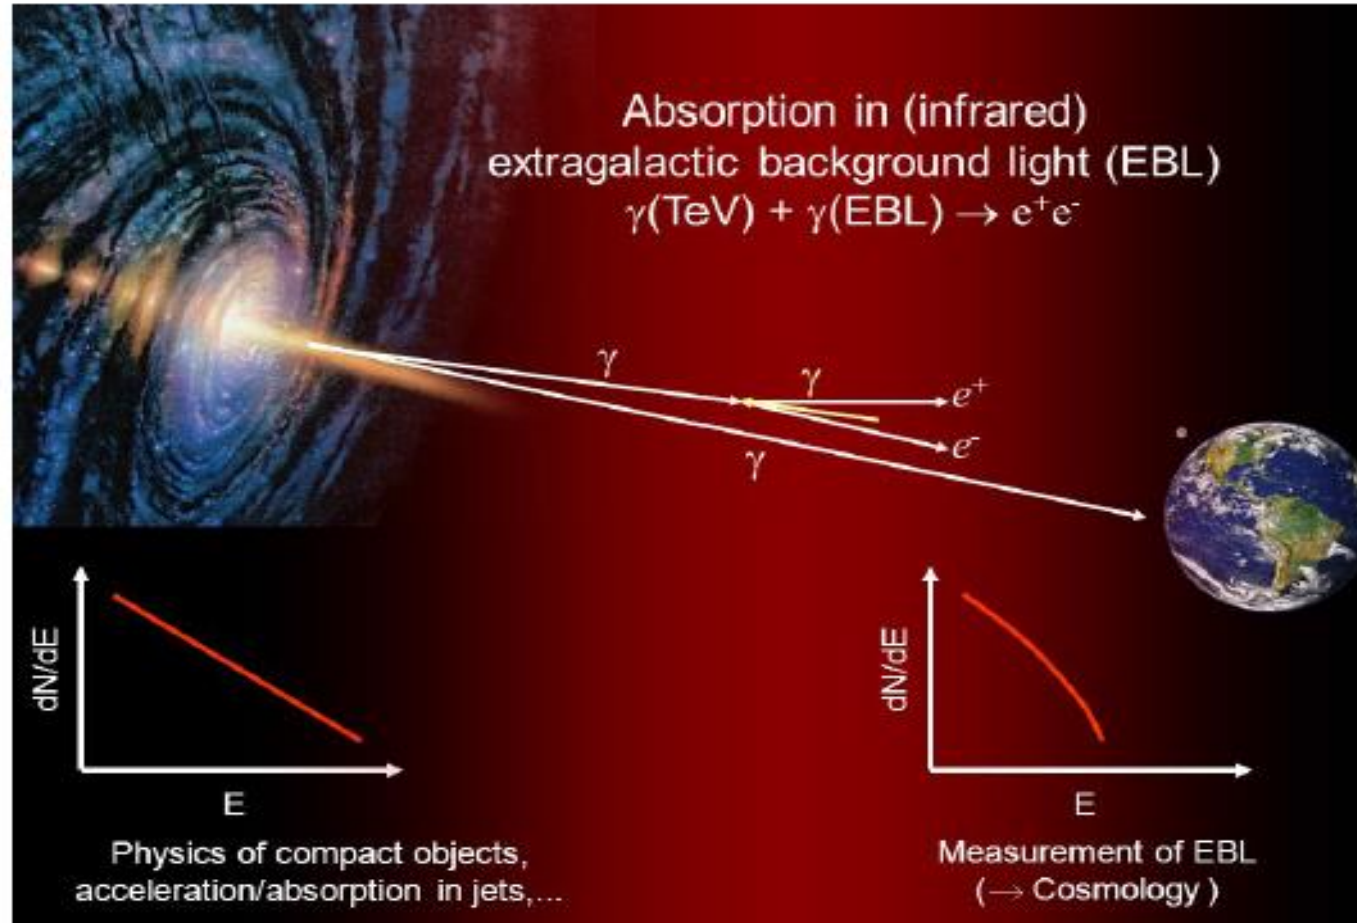 Absorption in (infrared)
extragalactic background light (EBL)
γ(TeV) + γ(EBL) → e⁺e⁻
γ
γ
e⁺
e⁻
γ
dN/dE
E
Physics of compact objects,
acceleration/absorption in jets,...
dN/dE
E
Measurement of EBL
(→ Cosmology )